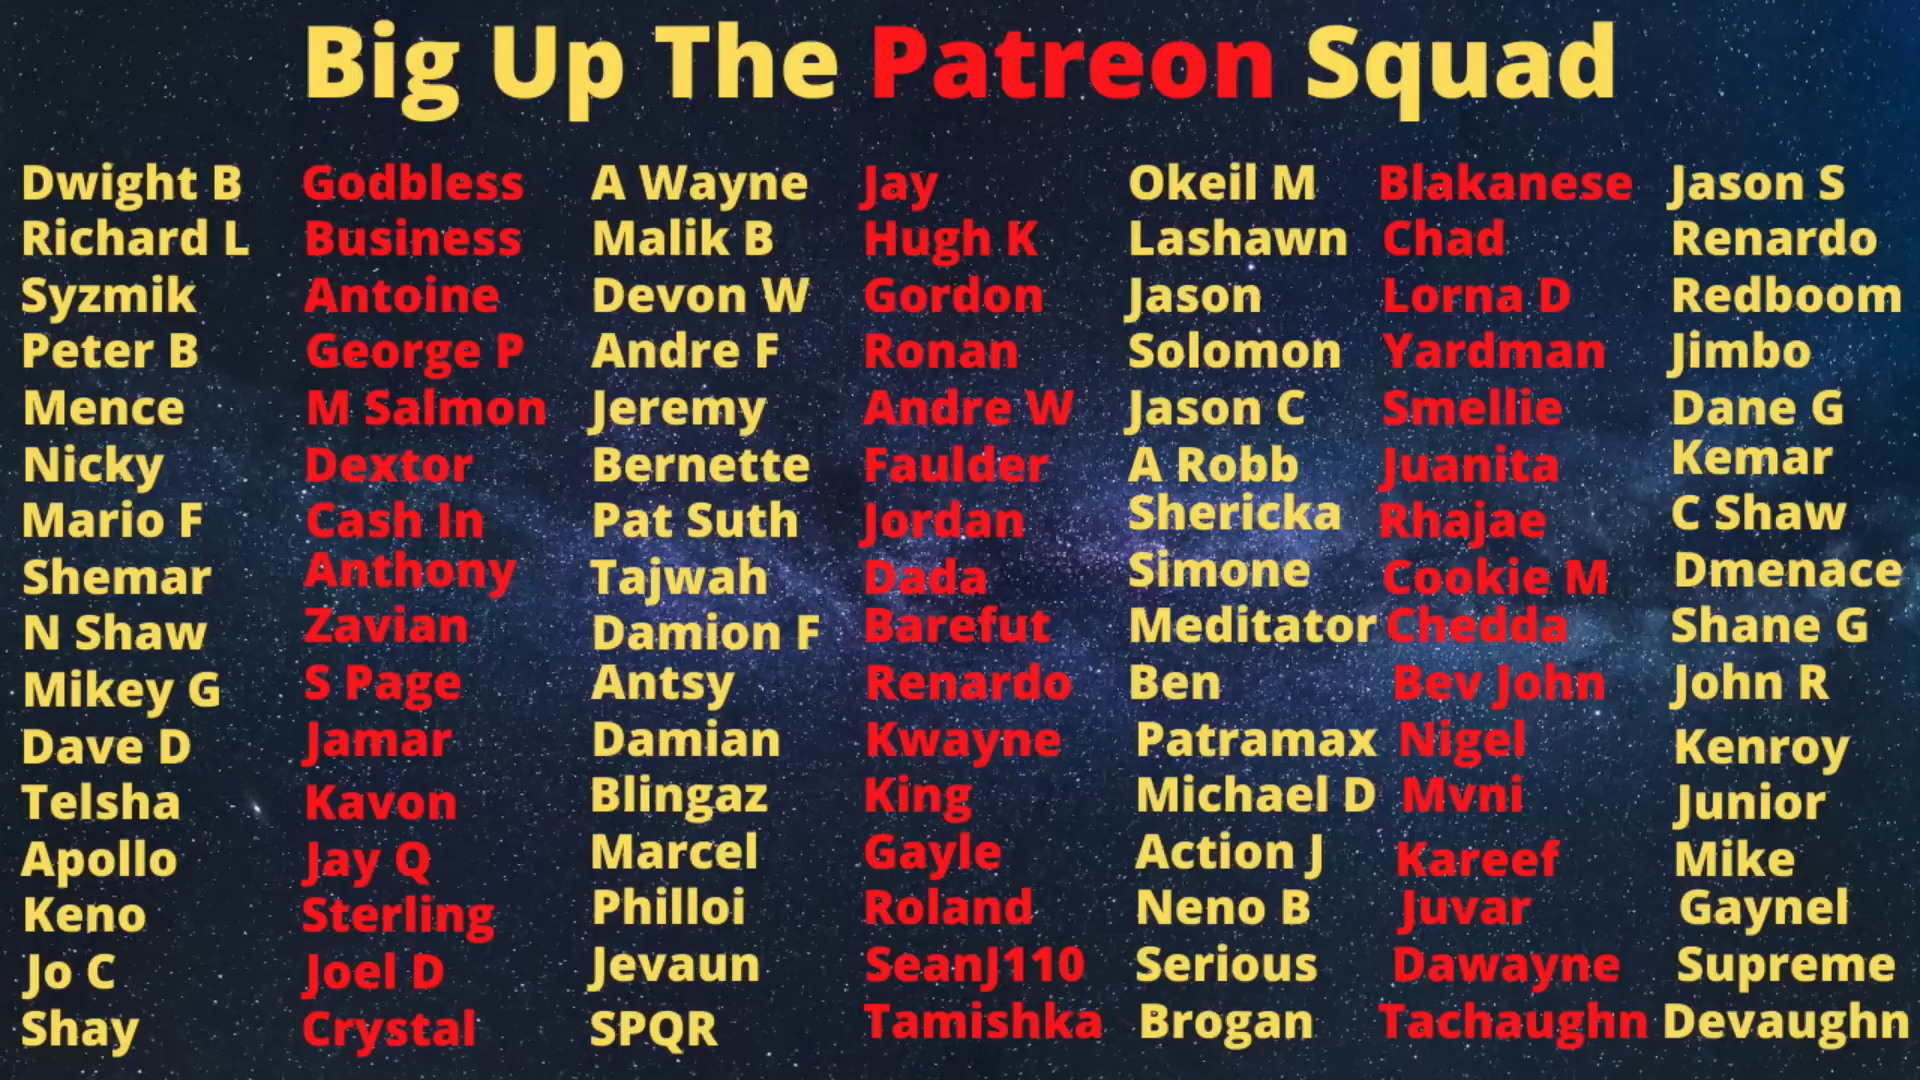 Big Up The Patreon Squad
Dwight B
Richard L
Syzmik
Peter B
Mence
Nicky
Mario F
Shemar
N Shaw
Mikey G
Dave D
Telsha
Apollo
Keno
Jo C
Shay
Godbless
Business
Antoine
George P
M Salmon
Dextor
Cash In
Anthony
Zavian
S Page
Jamar
Kavon
Jay Q
Sterling
Joel D
Crystal
A Wayne
Malik B
Devon W
Andre F
Jeremy
Bernette
Pat Suth
Tajwah
Damion F
Antsy
Damian
Blingaz
Marcel
Philloi
Jevaun
SPQR
Jay
Hugh K
Gordon
Ronan
Andre W
Faulder
Jordan
Dada
Barefut
Renardo
Kwayne
King
Gayle
Roland
SeanJ110
Tamishka
Okeil M
Lashawn
Jason
Solomon
Jason C
A Robb
Shericka
Simone
Meditator
Ben
Patramax
Michael D
Action J
Neno B
Serious
Brogan
Blakanese
Chad
Lorna D
Yardman
Smellie
Juanita
Rhajae
Cookie M
Chedda
Bev John
Nigel
Mvni
Kareef
Juvar
Dawayne
Tachaughn
Jason S
Renardo
Redboom
Jimbo
Dane G
Kemar
C Shaw
Dmenace
Shane G
John R
Kenroy
Junior
Mike
Gaynel
Supreme
Devaughn